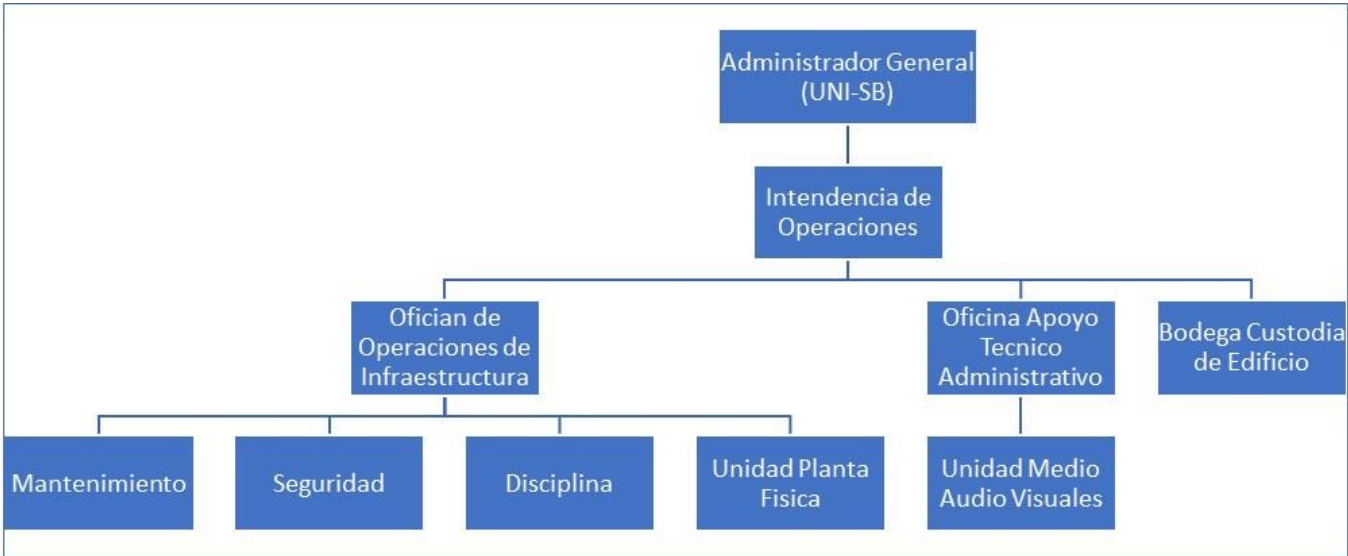 Administrador General
(UNI-SB)
Intendencia de
Operaciones
Ofician de
Operaciones de
Infraestructura
Oficina Apoyo
Tecnico
Administrativo
Bodega Custodia
de Edificio
Mantenimiento
Seguridad
Disciplina
Unidad Planta
Fisica
Unidad Medio
Audio Visuales